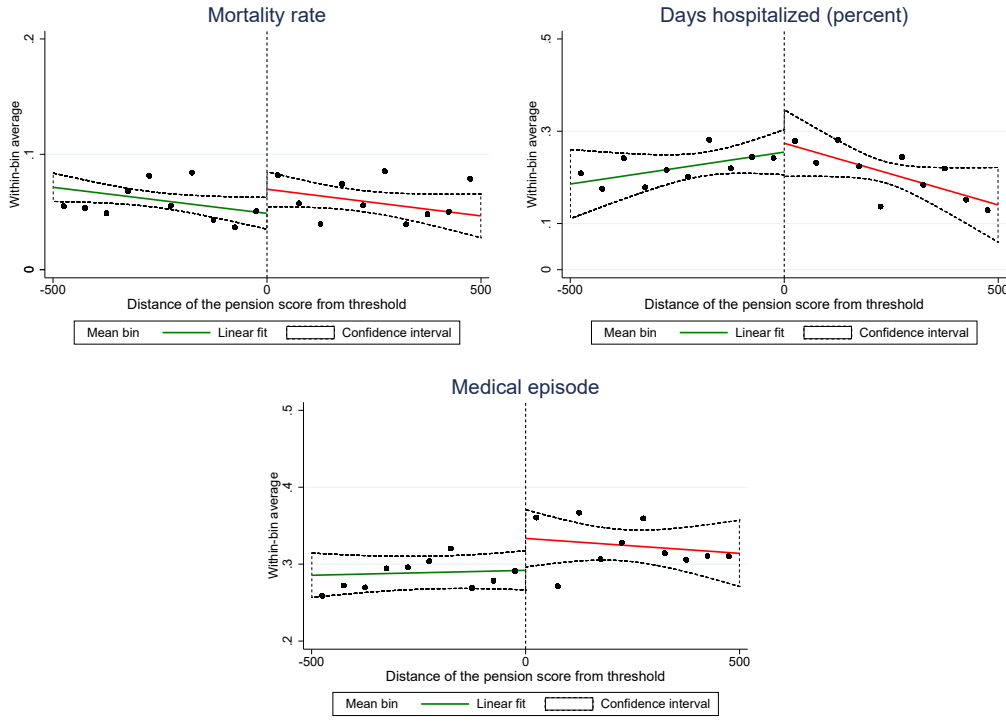 Mortality rate
Within-bin average
.2
.1
0
-500
0
500
Distance of the pension score from threshold
Mean bin
Linear fit
Confidence interval
Days hospitalized (percent)
Within-bin average
.5
.3
.1
0
-500
0
500
Distance of the pension score from threshold
Mean bin
Linear fit
Confidence interval
Medical episode
Within-bin average
.5
.4
.3
.2
-500
0
500
Distance of the pension score from threshold
Mean bin
Linear fit
Confidence interval